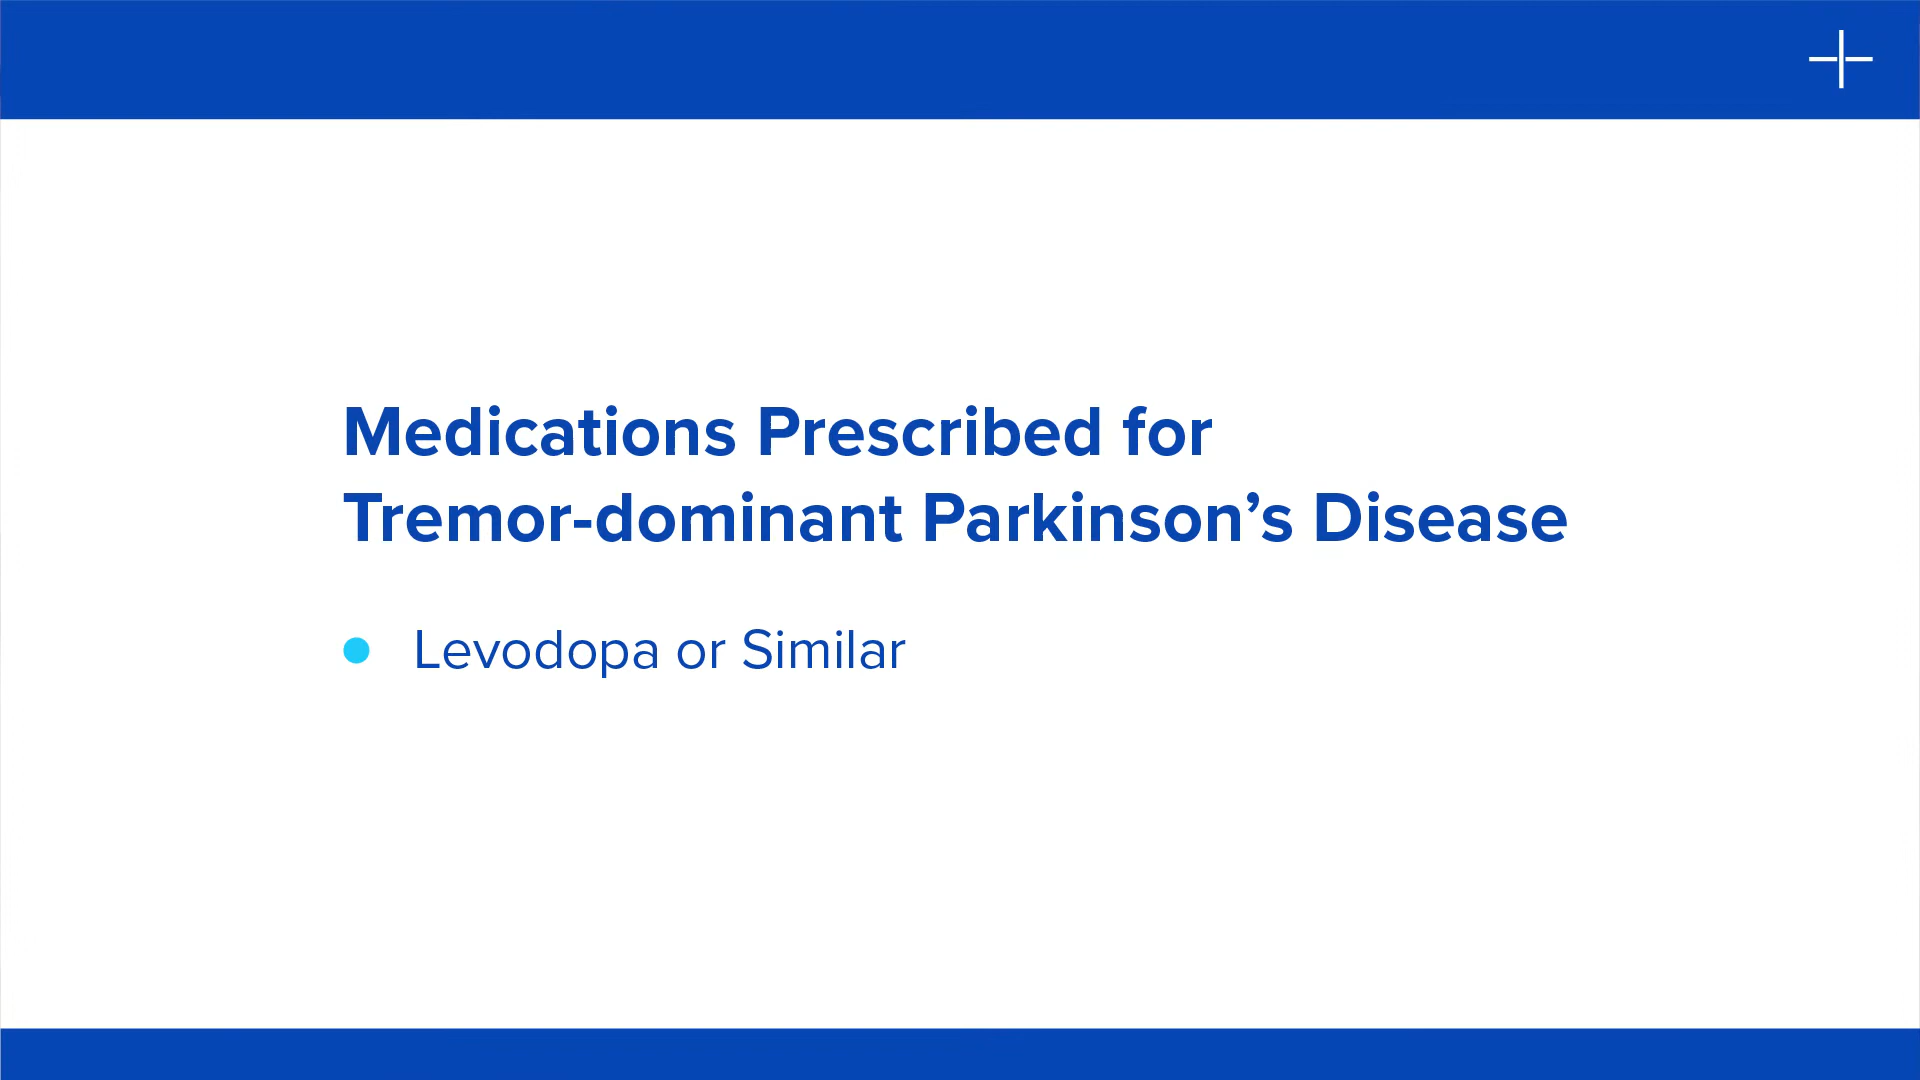 Medications Prescribed for
Tremor-dominant Parkinson’s Disease
Levodopa or Similar